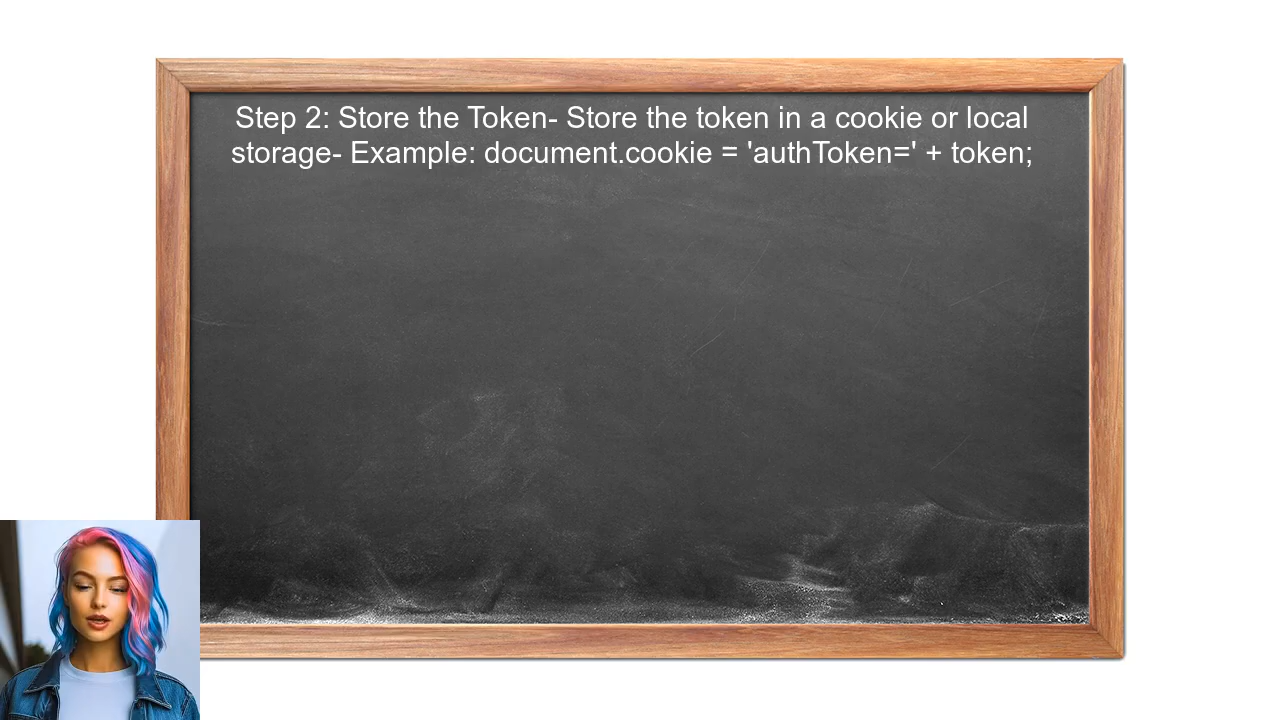 Step 2: Store the Token- Store the token in a cookie or local
storage- Example: document.cookie = 'authToken=' + token;